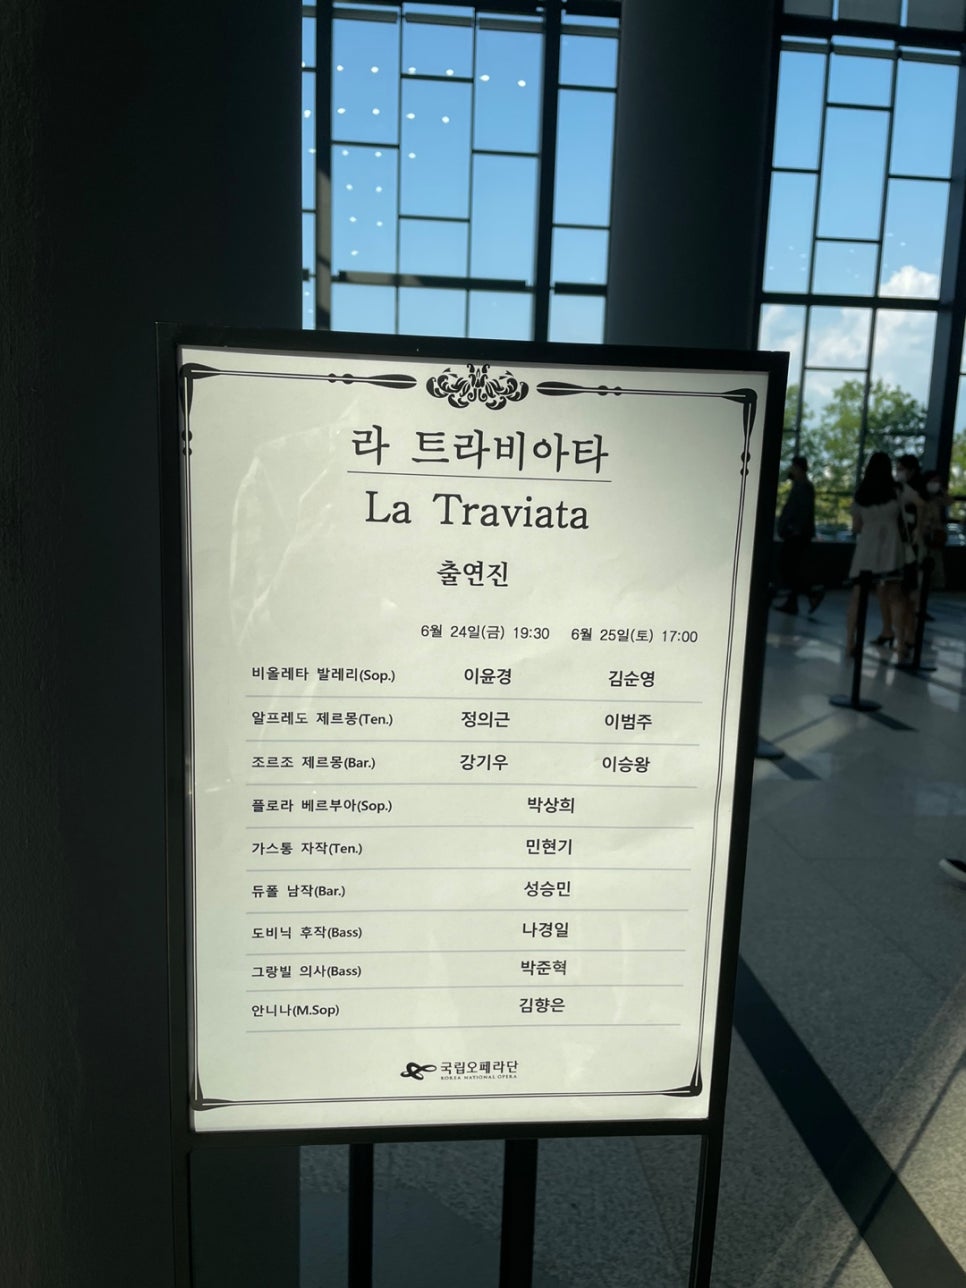 라 트라비아타
La Traviata
출연진
6월 24일(금) 19:30 6월 25일(토) 17:00
비올레타 발레리(Sop.) 이윤경 김순영
알프레도 제르몽(Ten.) 정의근 이범주
조르조 제르몽(Bar.) 강기우 이승왕
플로라 베르부아(Sop.) 박상희
가스통 자작(Ten.) 민현기
듀폴 남작(Bar.) 성승민
도비닉 후작(Bass) 나경일
그랑빌 의사(Bass) 박준혁
안니나(M.Sop) 김향은
국립오페라단
KOREA NATIONAL OPERA